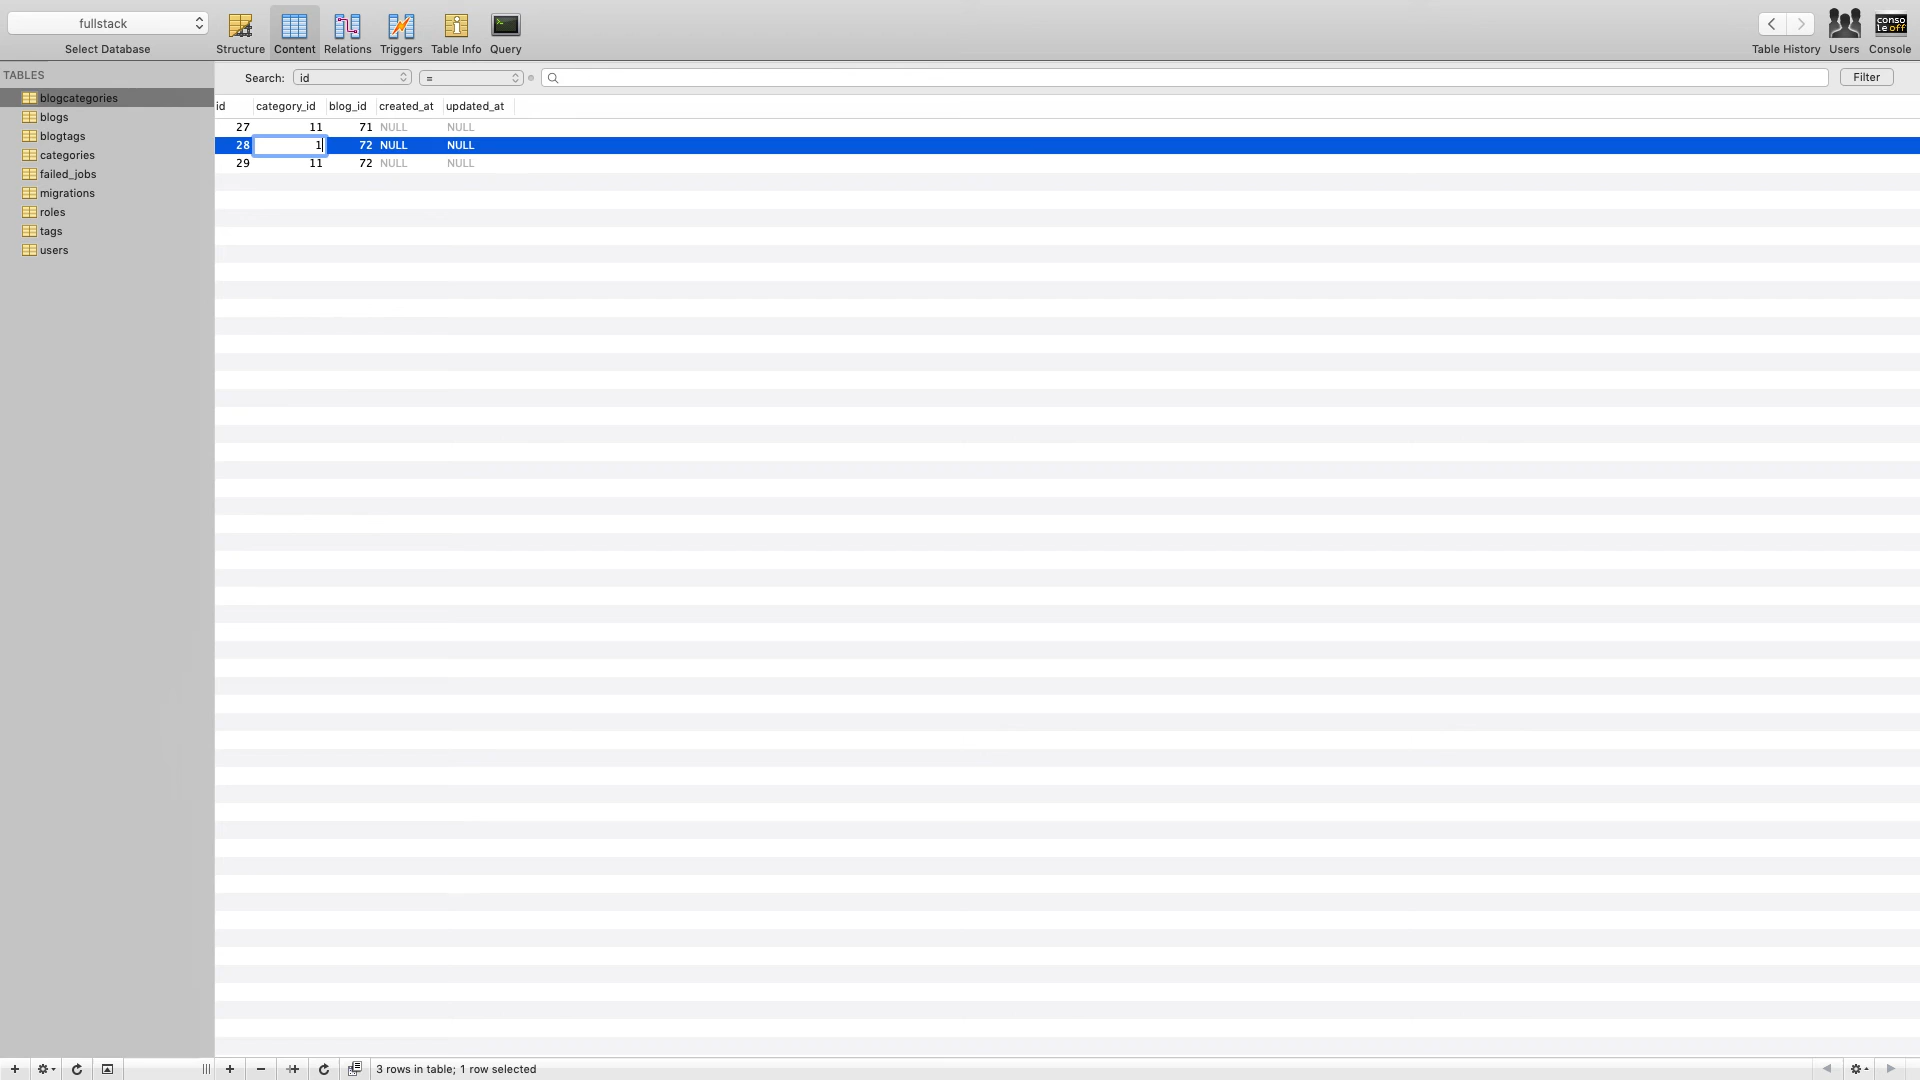 fullstack
Select Database
Structure
Content
Relations
Triggers
Table Info
Query
Table History
Users
Console
conso
le off
TABLES
blogcategories
blogs
blogtags
categories
failed_jobs
migrations
roles
tags
users
Search: id =
Filter
id category_id blog_id created_at updated_at
27 11 71 NULL NULL
28 1 72 NULL NULL
29 11 72 NULL NULL
3 rows in table; 1 row selected